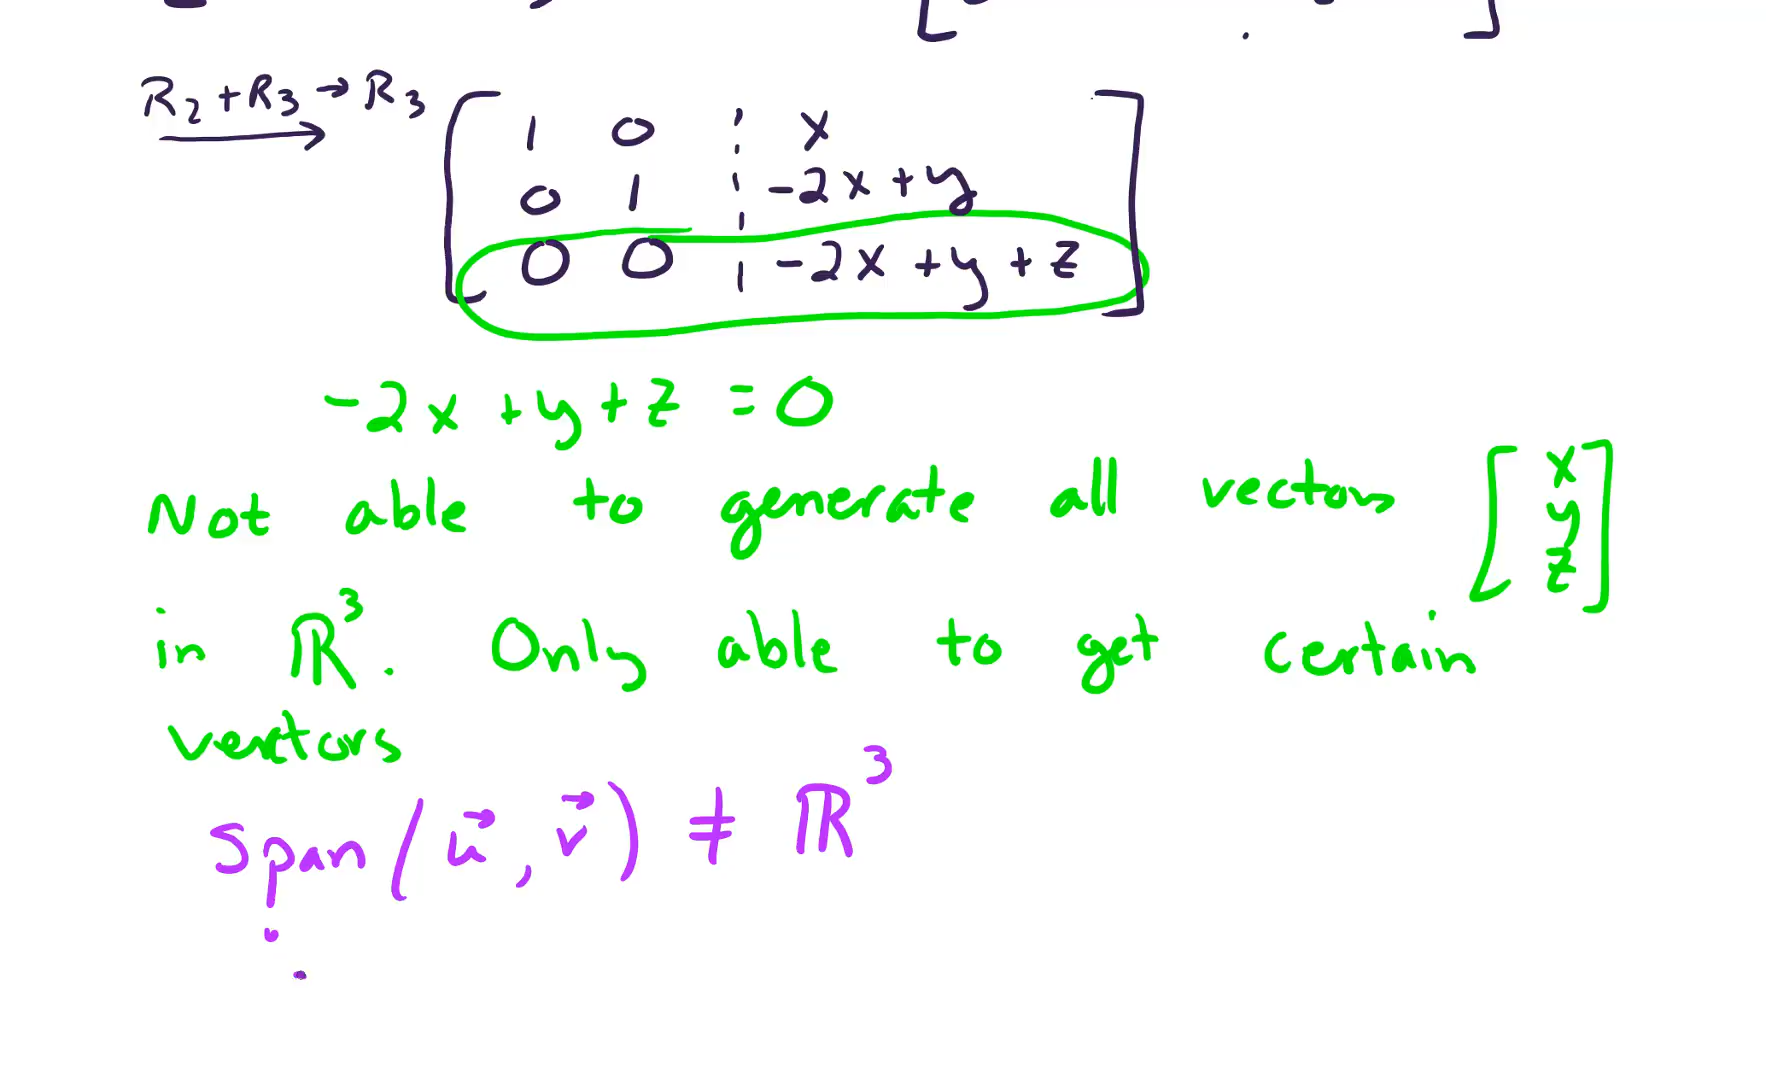 R₂ + R₃ → R₃
[ 1 0 ¦ x ]
[ 0 1 ¦ -2x + y ]
[ 0 0 ¦ -2x + y + z ]
-2x + y + z = 0
Not able to generate all vectors [ x y z ]
in ℝ³. Only able to get certain
vectors
Span(u⃗, v⃗) ≠ ℝ³